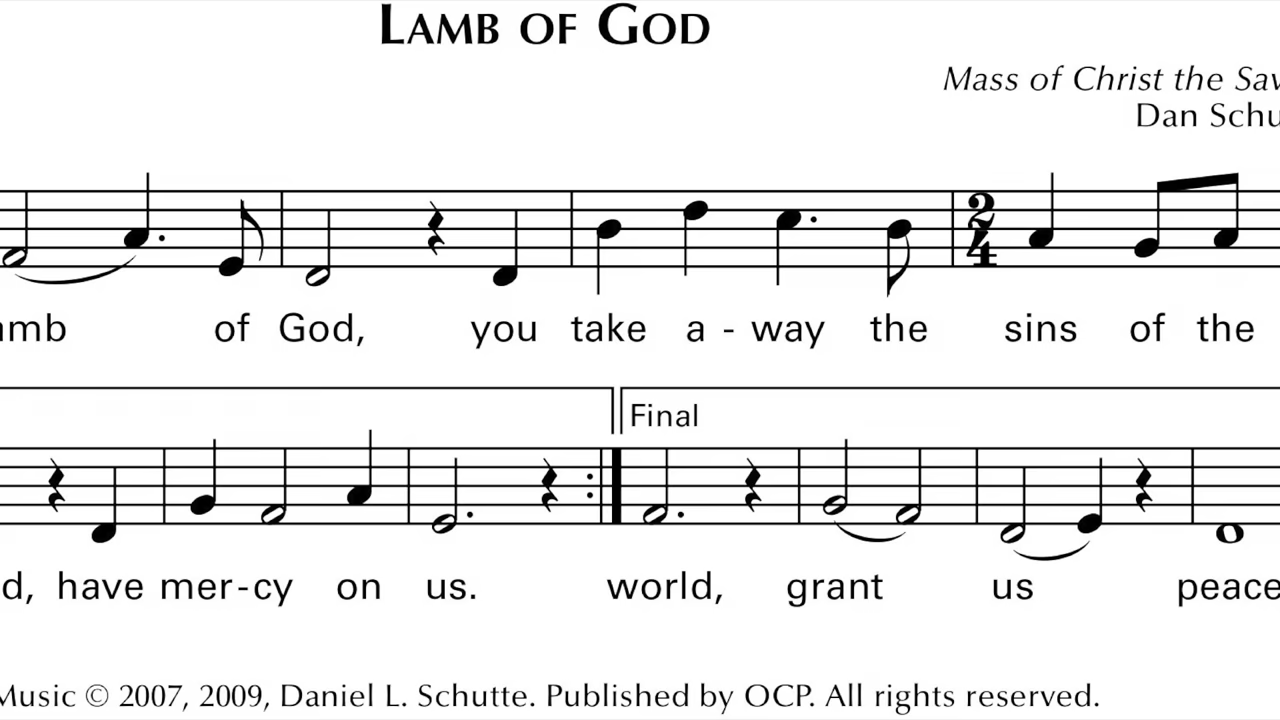 LAMB OF GOD
Mass of Christ the Sav
Dan Schu
2
4
amb of God, you take a - way the sins of the
Final
d, have mer-cy on us. world, grant us peace
Music © 2007, 2009, Daniel L. Schutte. Published by OCP. All rights reserved.